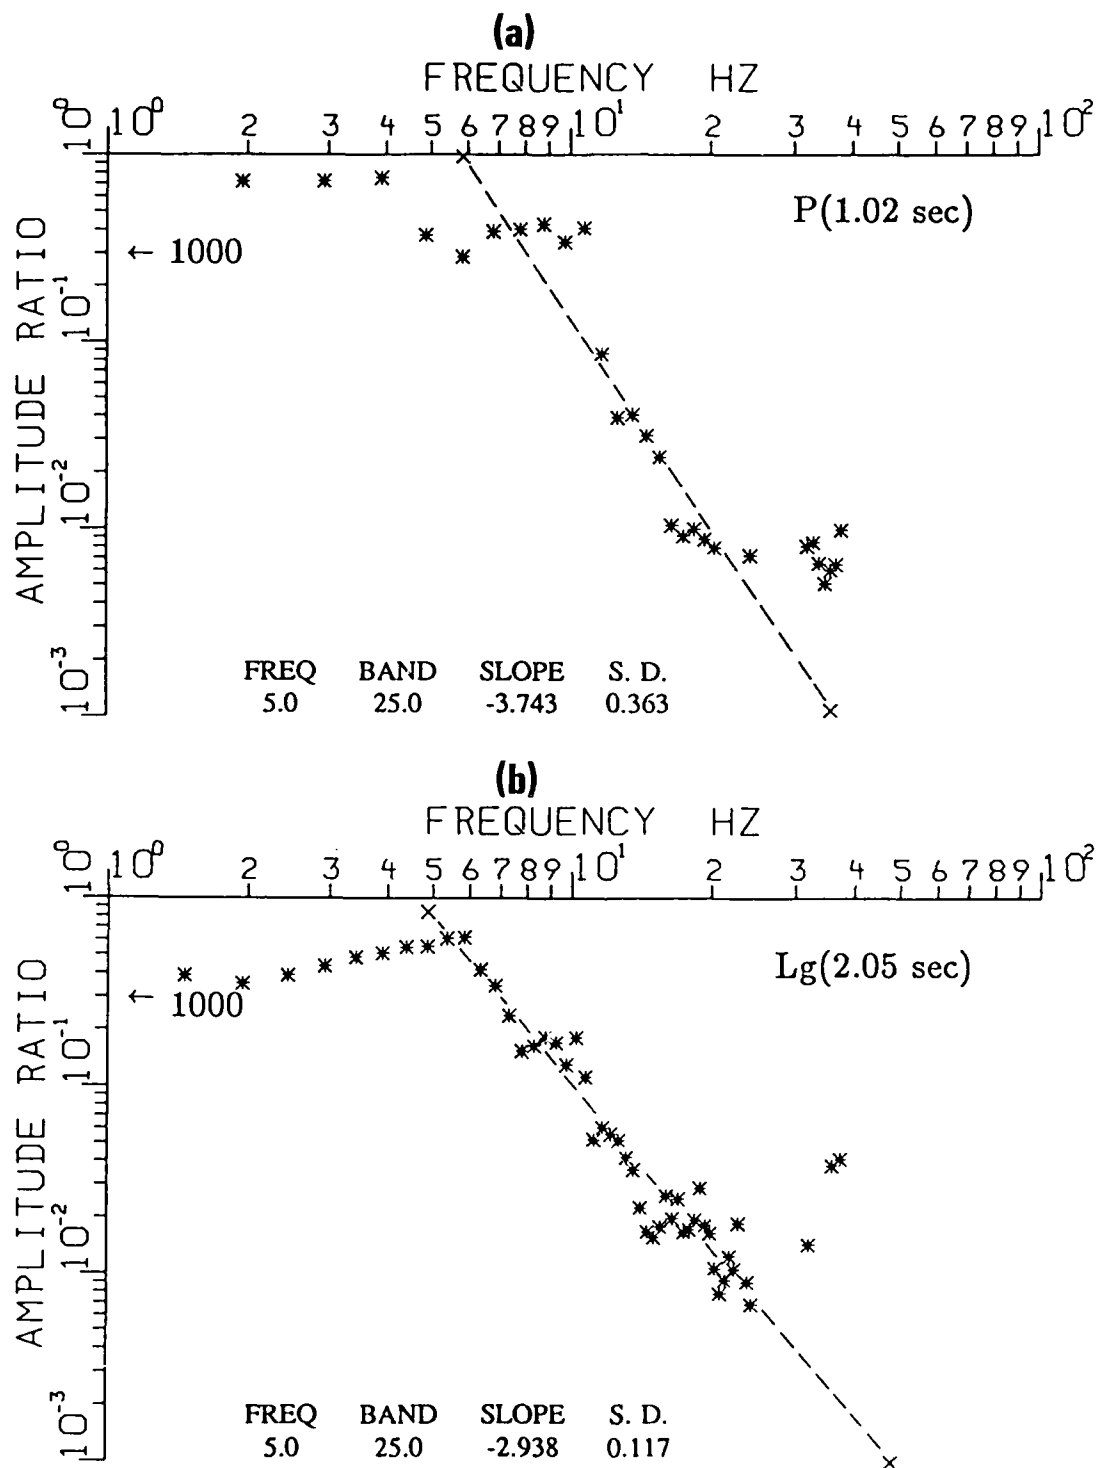 (a)
FREQUENCY HZ
10⁰ 2 3 4 5 6 7 8 9 10¹ 2 3 4 5 6 7 8 9 10²
10⁰
P(1.02 sec)
← 1000
AMPLITUDE RATIO
10⁻¹
10⁻²
10⁻³
FREQ BAND SLOPE S. D.
5.0 25.0 -3.743 0.363
(b)
FREQUENCY HZ
10⁰ 2 3 4 5 6 7 8 9 10¹ 2 3 4 5 6 7 8 9 10²
10⁰
Lg(2.05 sec)
← 1000
AMPLITUDE RATIO
10⁻¹
10⁻²
10⁻³
FREQ BAND SLOPE S. D.
5.0 25.0 -2.938 0.117